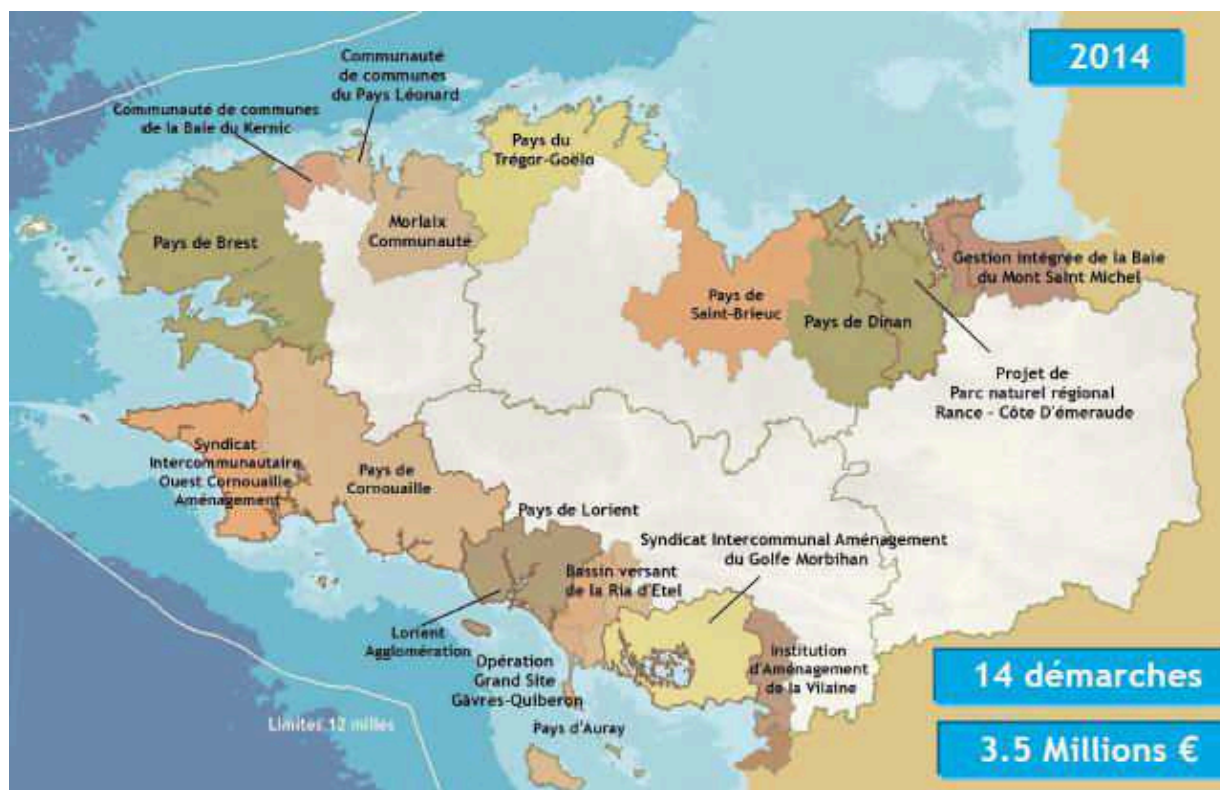 2014
Communauté
de communes
du Pays Léonard
Communauté de communes
de la Baie du Kernic
Pays du
Trégor-Goëlo
Pays de Brest
Morlaix
Communauté
Gestion intégrée de la Baie
du Mont Saint Michel
Pays de
Saint-Brieuc
Pays de Dinan
Projet de
Parc naturel régional
Rance - Côte D'émeraude
Syndicat
Intercommunautaire
Ouest Cornouaille
Aménagement
Pays de
Cornouaille
Pays de Lorient
Syndicat Intercommunal Aménagement
du Golfe Morbihan
Bassin versant
de la Ria d'Etel
Lorient
Agglomération
Opération
Grand Site
Gâvres-Quiberon
Institution
d'Aménagement
de la Vilaine
Pays d'Auray
Limites 12 milles
14 démarches
3.5 Millions €